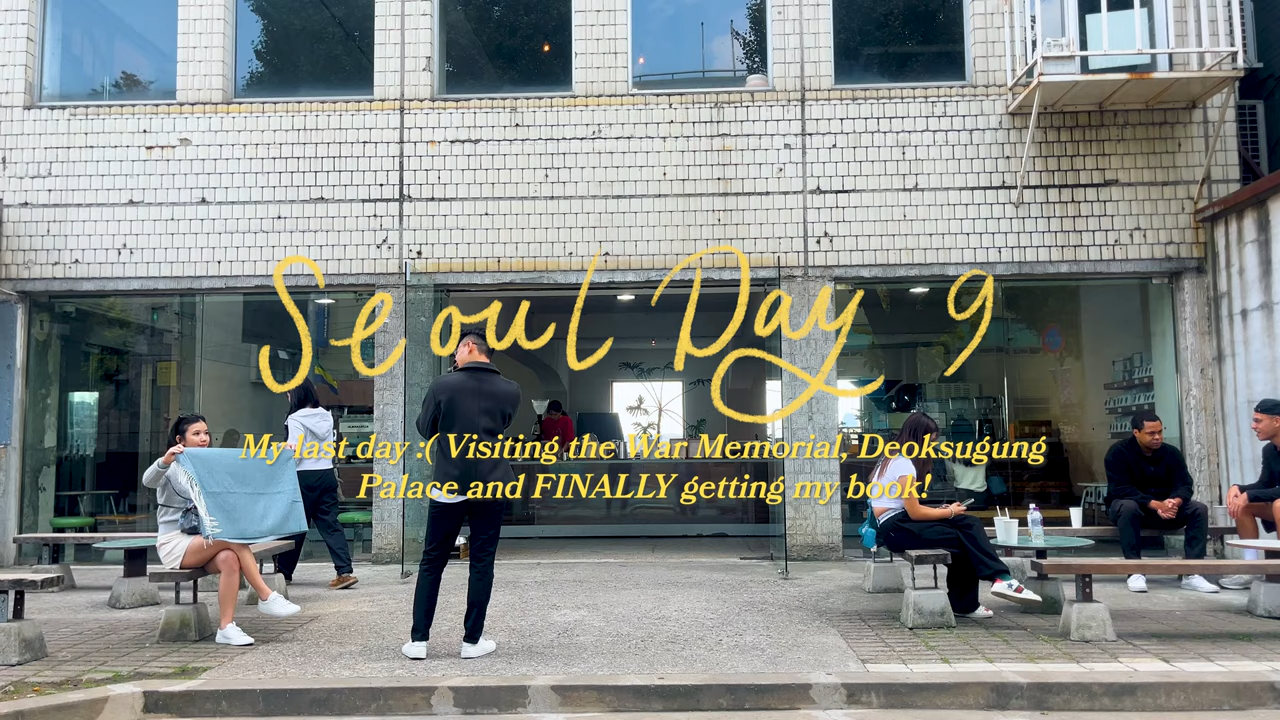 Seoul Day 9
My last day :( Visiting the War Memorial, Deoksugung
Palace and FINALLY getting my book!